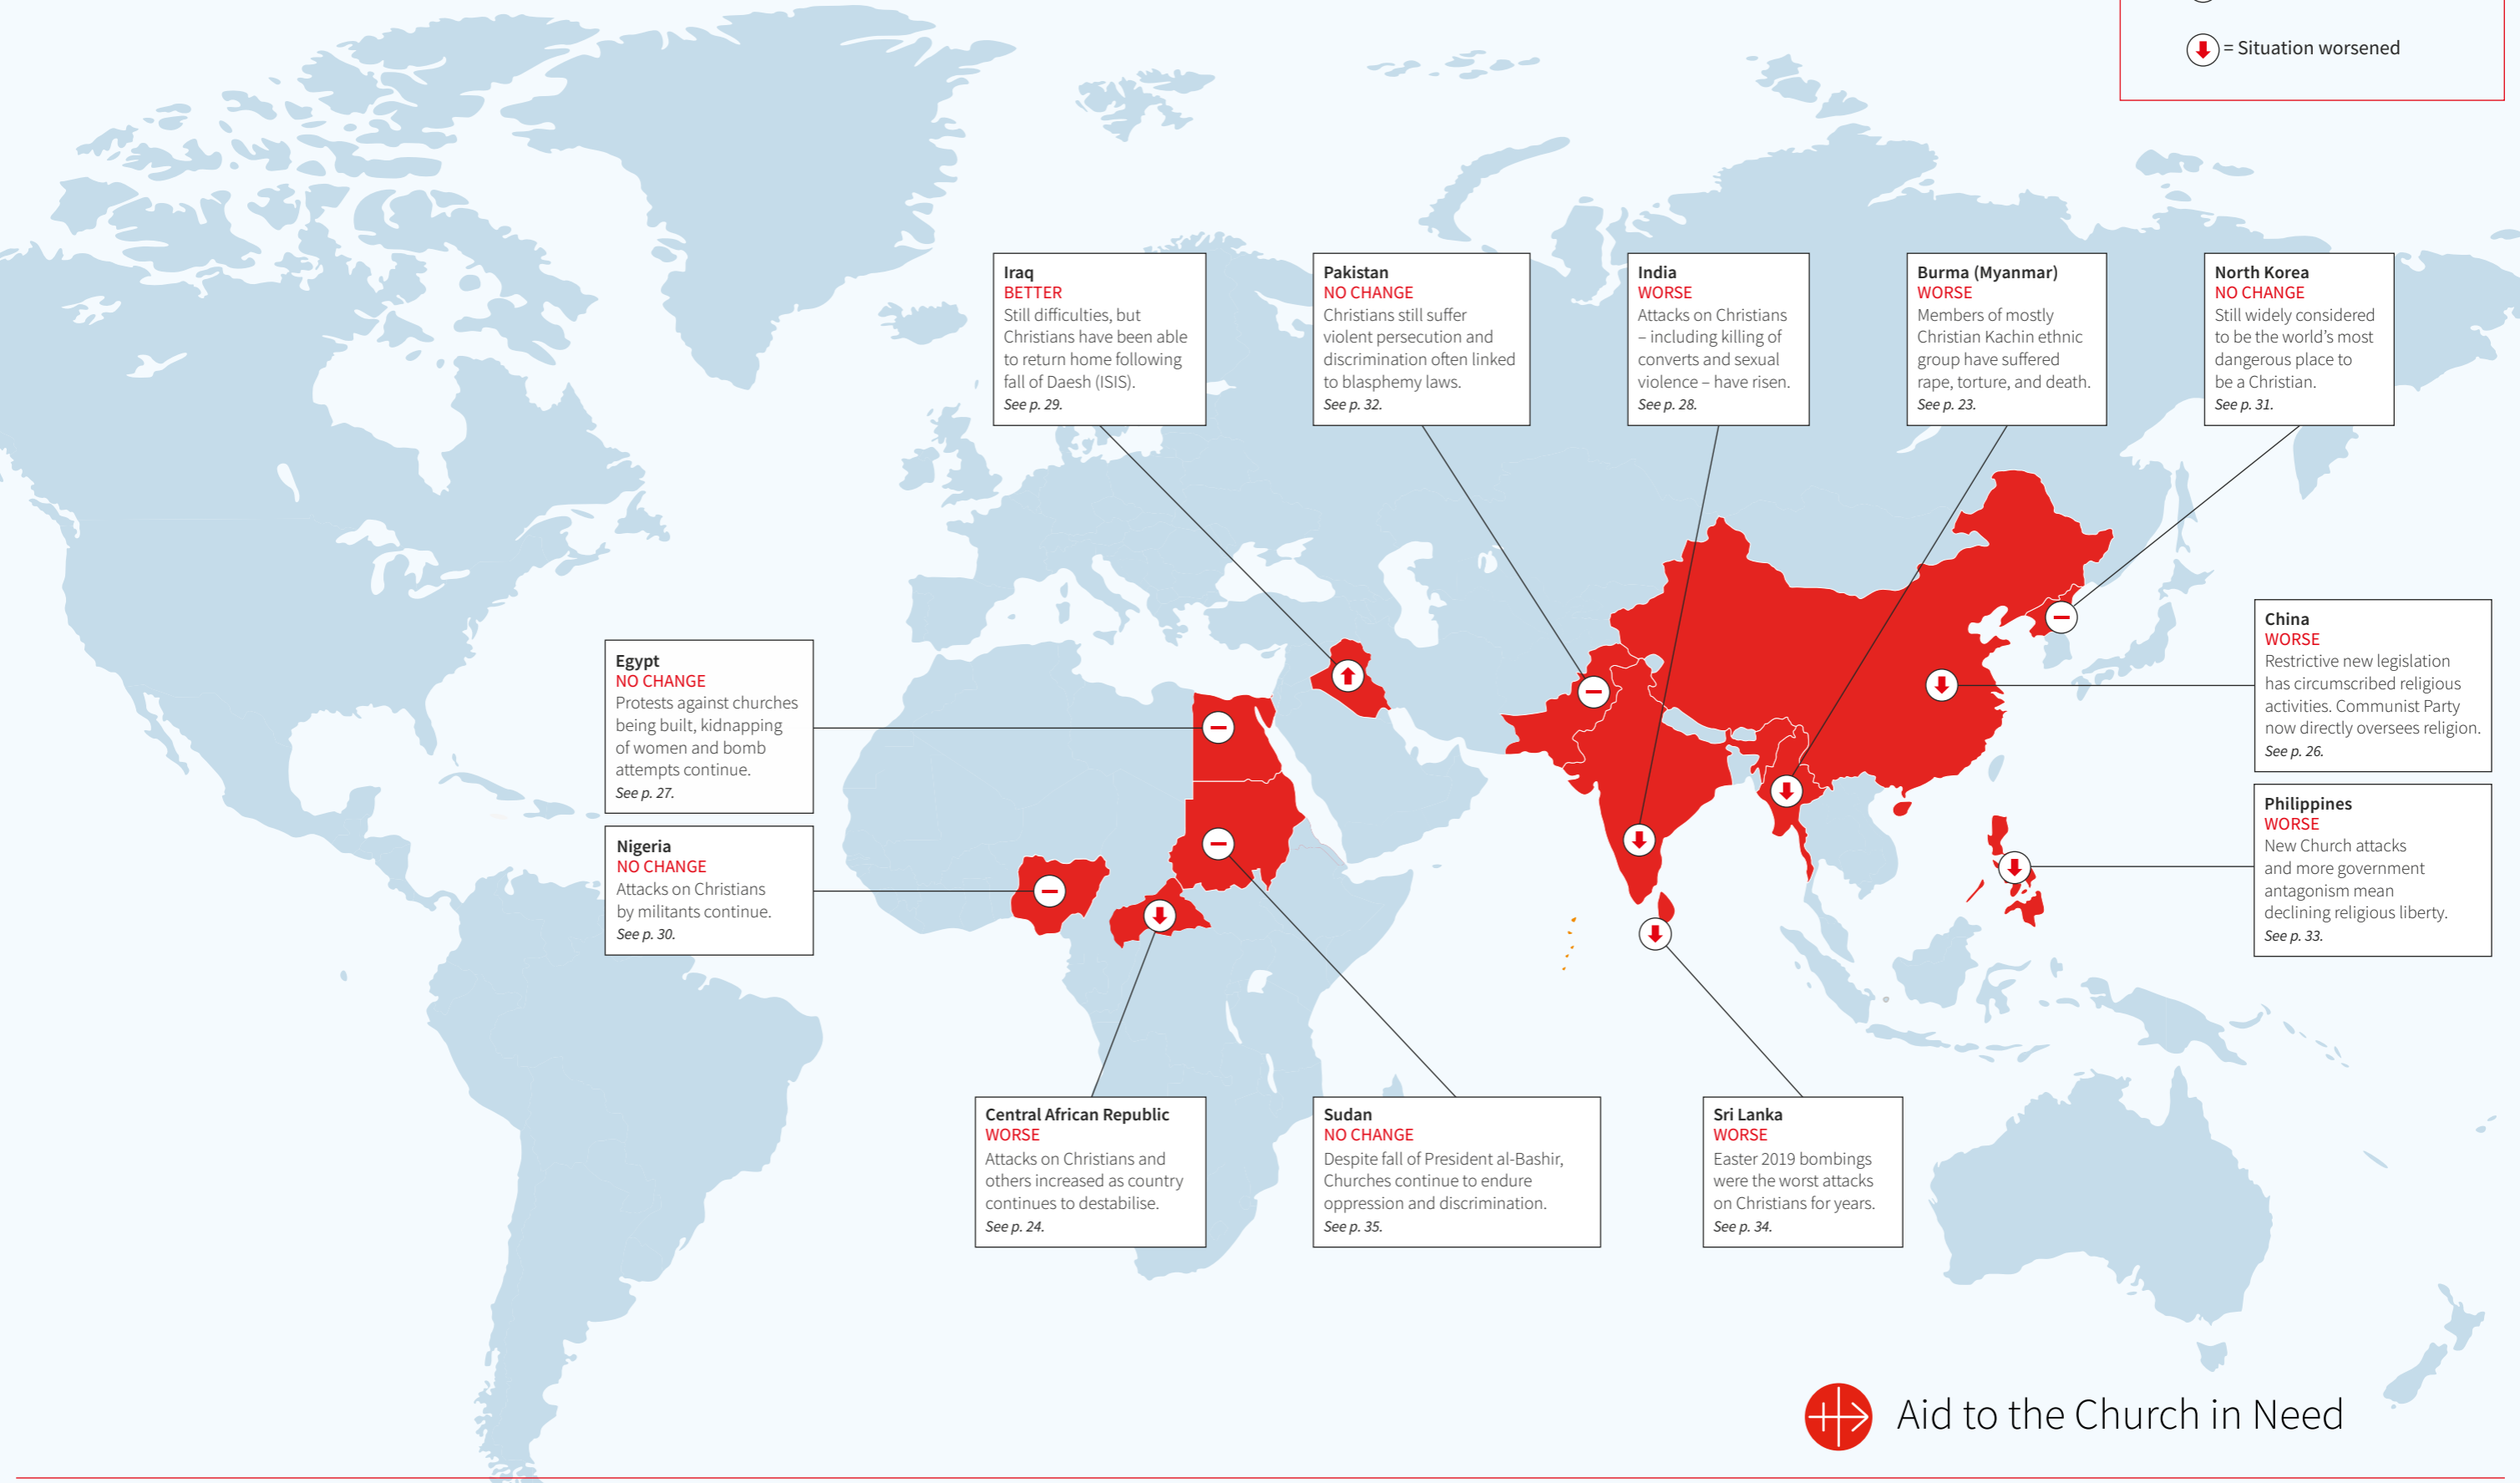 = Situation worsened
Iraq
BETTER
Still difficulties, but
Christians have been able
to return home following
fall of Daesh (ISIS).
See p. 29.
Pakistan
NO CHANGE
Christians still suffer
violent persecution and
discrimination often linked
to blasphemy laws.
See p. 32.
India
WORSE
Attacks on Christians
– including killing of
converts and sexual
violence – have risen.
See p. 28.
Burma (Myanmar)
WORSE
Members of mostly
Christian Kachin ethnic
group have suffered
rape, torture, and death.
See p. 23.
North Korea
NO CHANGE
Still widely considered
to be the world’s most
dangerous place to
be a Christian.
See p. 31.
Egypt
NO CHANGE
Protests against churches
being built, kidnapping
of women and bomb
attempts continue.
See p. 27.
China
WORSE
Restrictive new legislation
has circumscribed religious
activities. Communist Party
now directly oversees religion.
See p. 26.
Nigeria
NO CHANGE
Attacks on Christians
by militants continue.
See p. 30.
Philippines
WORSE
New Church attacks
and more government
antagonism mean
declining religious liberty.
See p. 33.
Central African Republic
WORSE
Attacks on Christians and
others increased as country
continues to destabilise.
See p. 24.
Sudan
NO CHANGE
Despite fall of President al-Bashir,
Churches continue to endure
oppression and discrimination.
See p. 35.
Sri Lanka
WORSE
Easter 2019 bombings
were the worst attacks
on Christians for years.
See p. 34.
Aid to the Church in Need